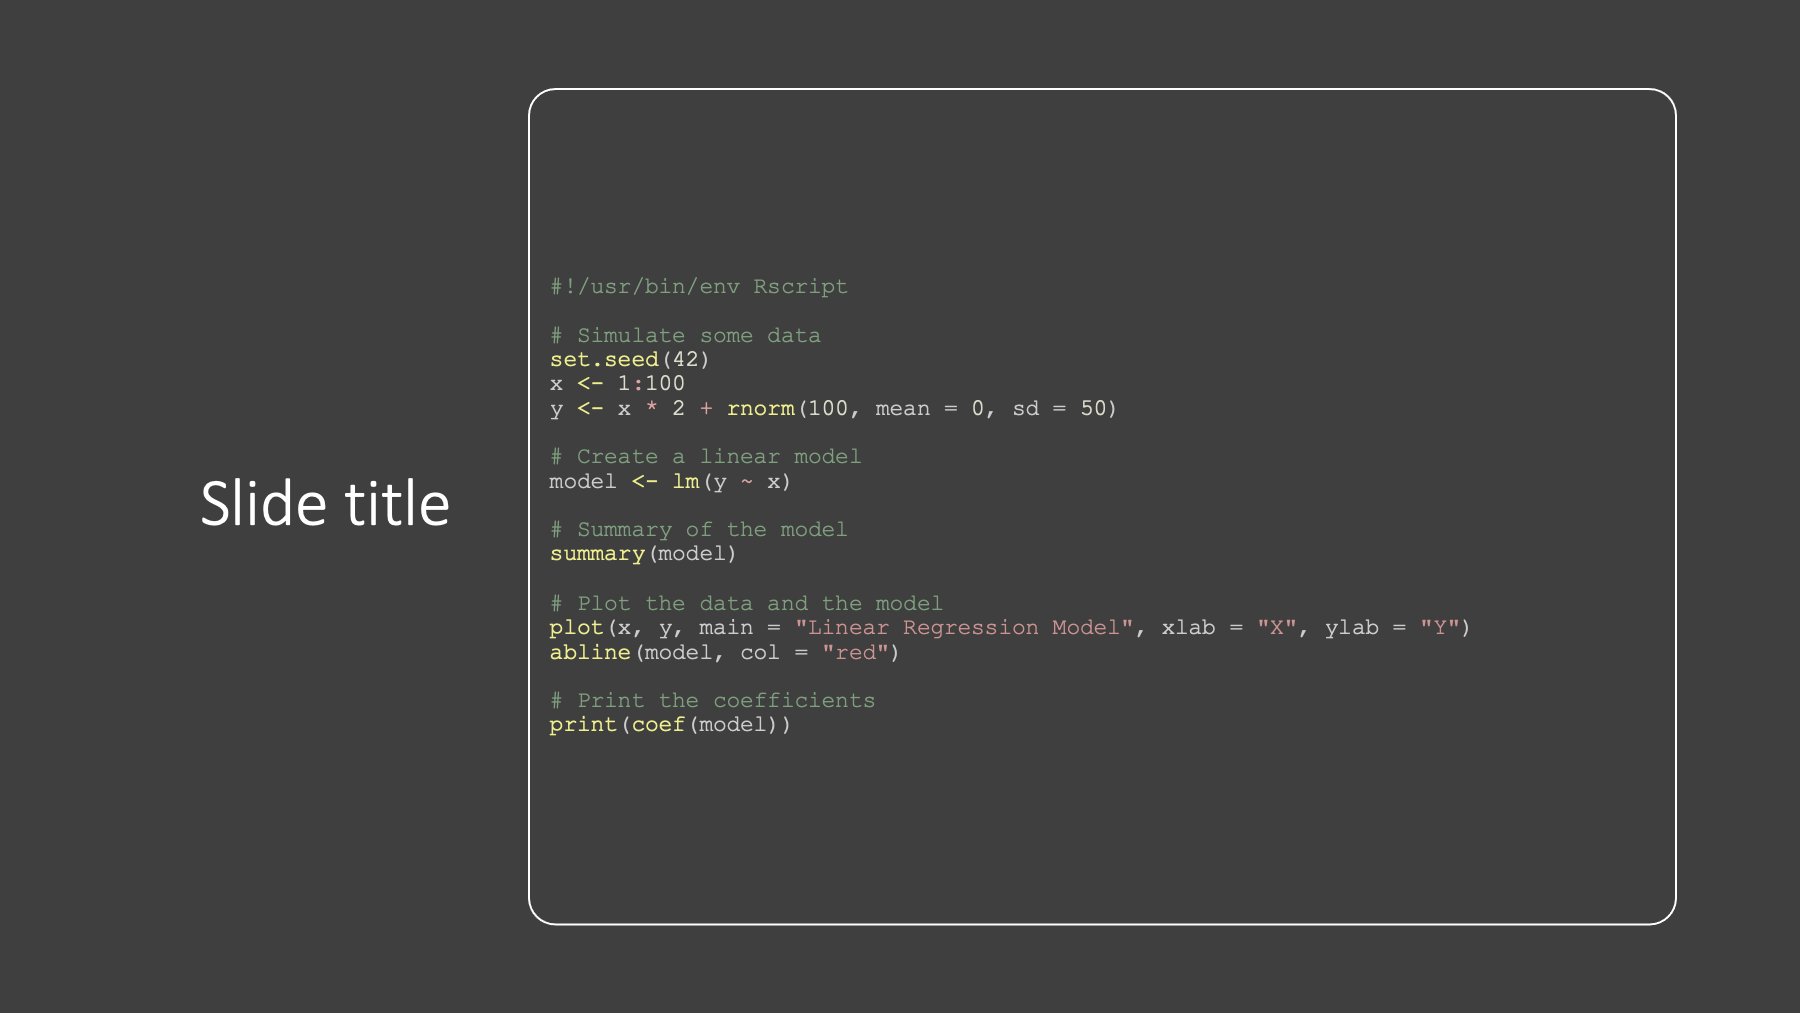 Slide title
#!/usr/bin/env Rscript
# Simulate some data
set.seed(42)
x <- 1:100
y <- x * 2 + rnorm(100, mean = 0, sd = 50)
# Create a linear model
model <- lm(y ~ x)
# Summary of the model
summary(model)
# Plot the data and the model
plot(x, y, main = "Linear Regression Model", xlab = "X", ylab = "Y")
abline(model, col = "red")
# Print the coefficients
print(coef(model))